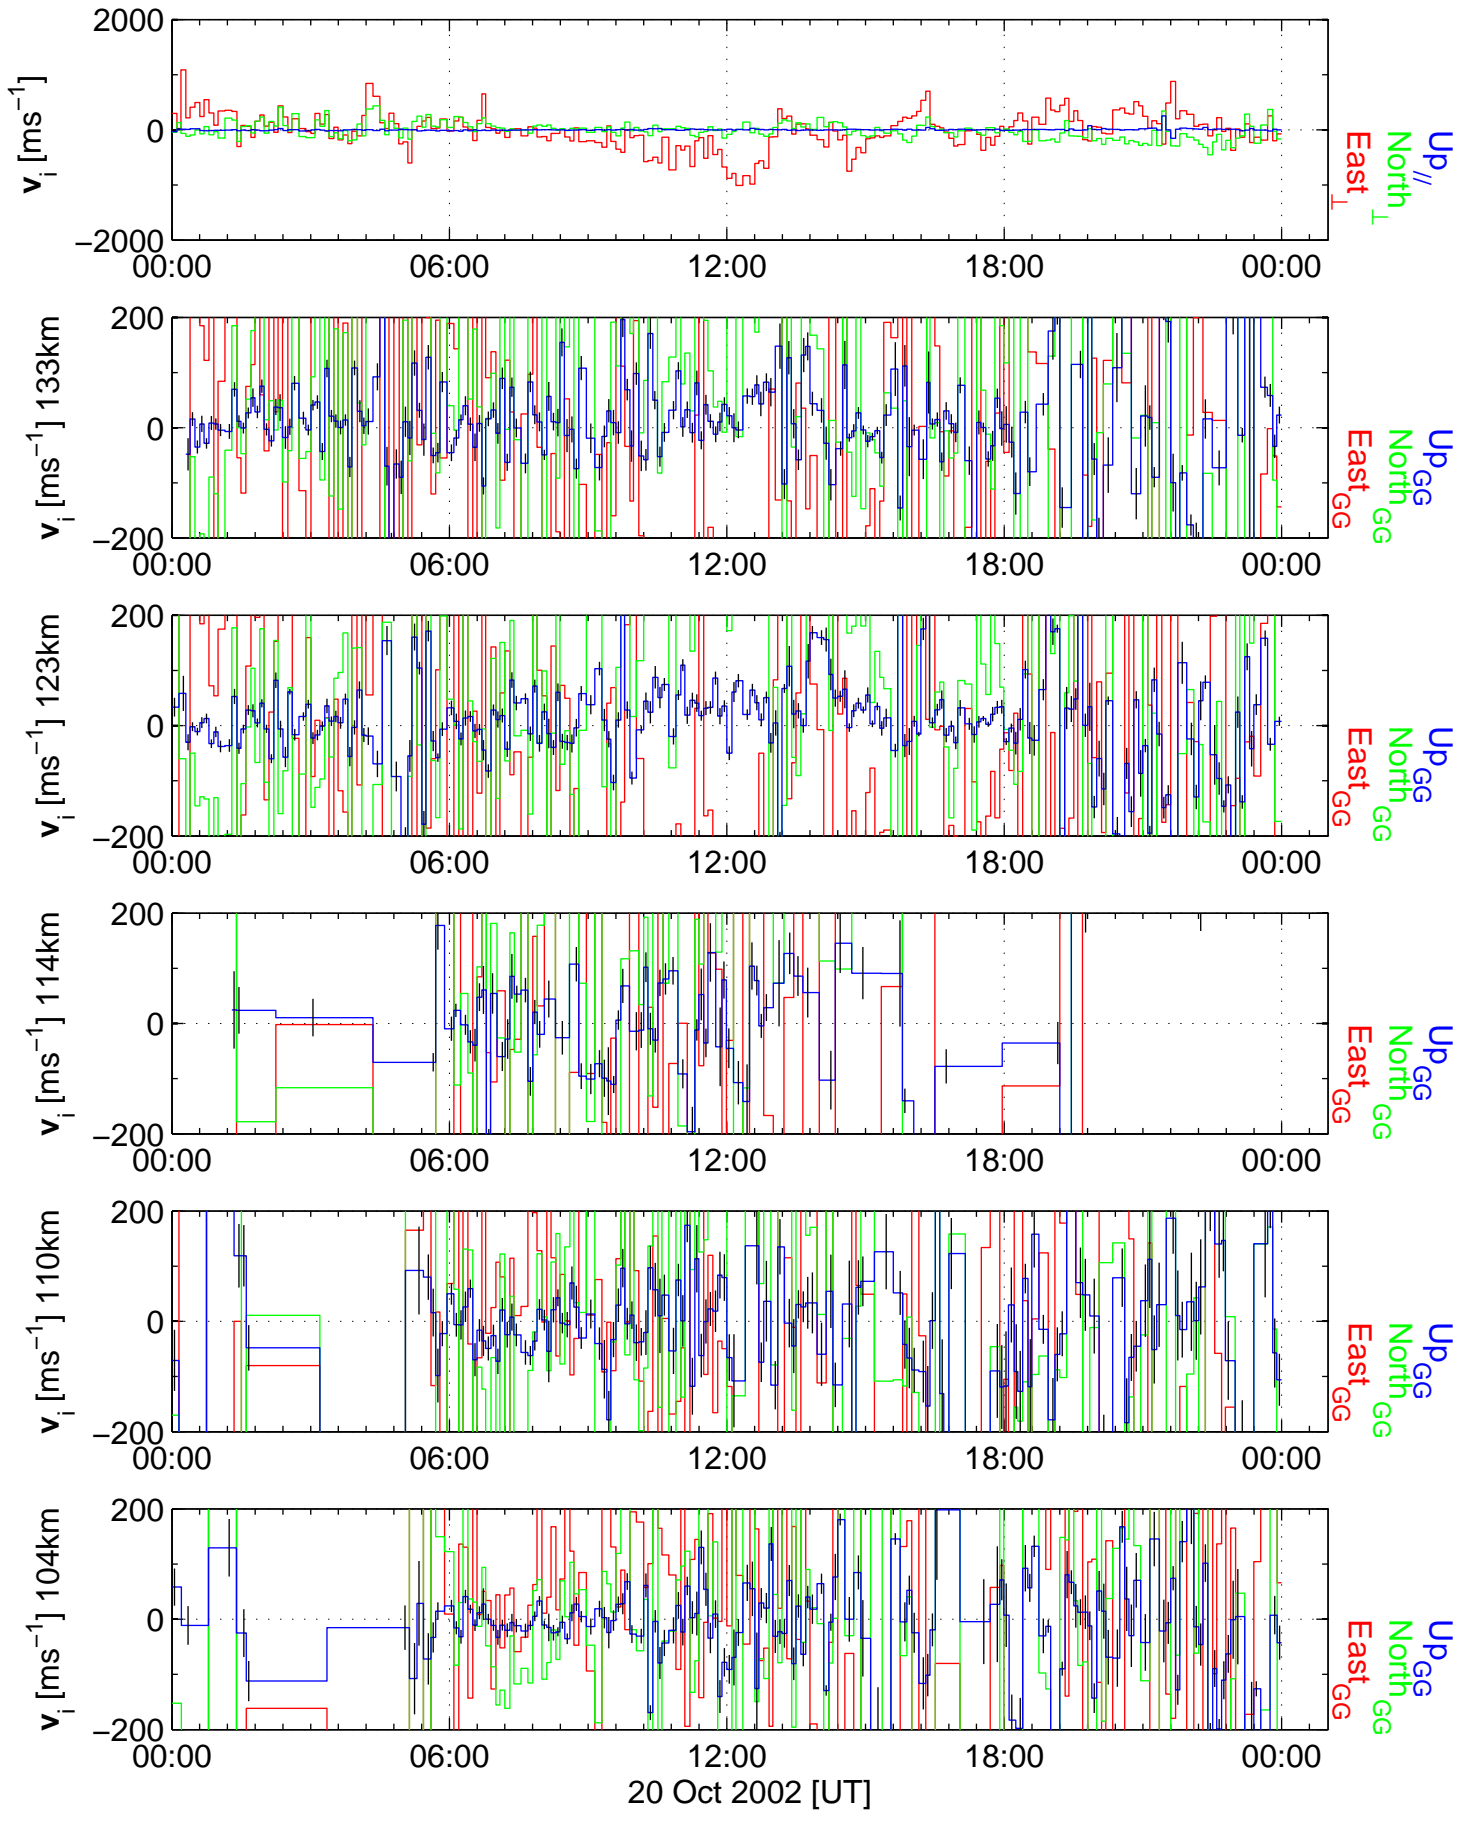 v_i [ms^−1]
2000
0
−2000
00:00 06:00 12:00 18:00 00:00
Up_//
North_⊥
East_⊥
v_i [ms^−1] 133km
200
0
−200
00:00 06:00 12:00 18:00 00:00
Up_GG
North_GG
East_GG
v_i [ms^−1] 123km
200
0
−200
00:00 06:00 12:00 18:00 00:00
Up_GG
North_GG
East_GG
v_i [ms^−1] 114km
200
0
−200
00:00 06:00 12:00 18:00 00:00
Up_GG
North_GG
East_GG
v_i [ms^−1] 110km
200
0
−200
00:00 06:00 12:00 18:00 00:00
Up_GG
North_GG
East_GG
v_i [ms^−1] 104km
200
0
−200
00:00 06:00 12:00 18:00 00:00
Up_GG
North_GG
East_GG
20 Oct 2002 [UT]